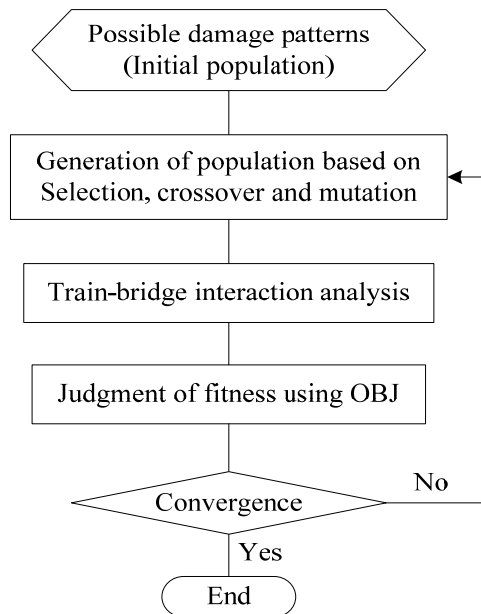 Possible damage patterns
(Initial population)
Generation of population based on
Selection, crossover and mutation
Train-bridge interaction analysis
Judgment of fitness using OBJ
Convergence
No
Yes
End